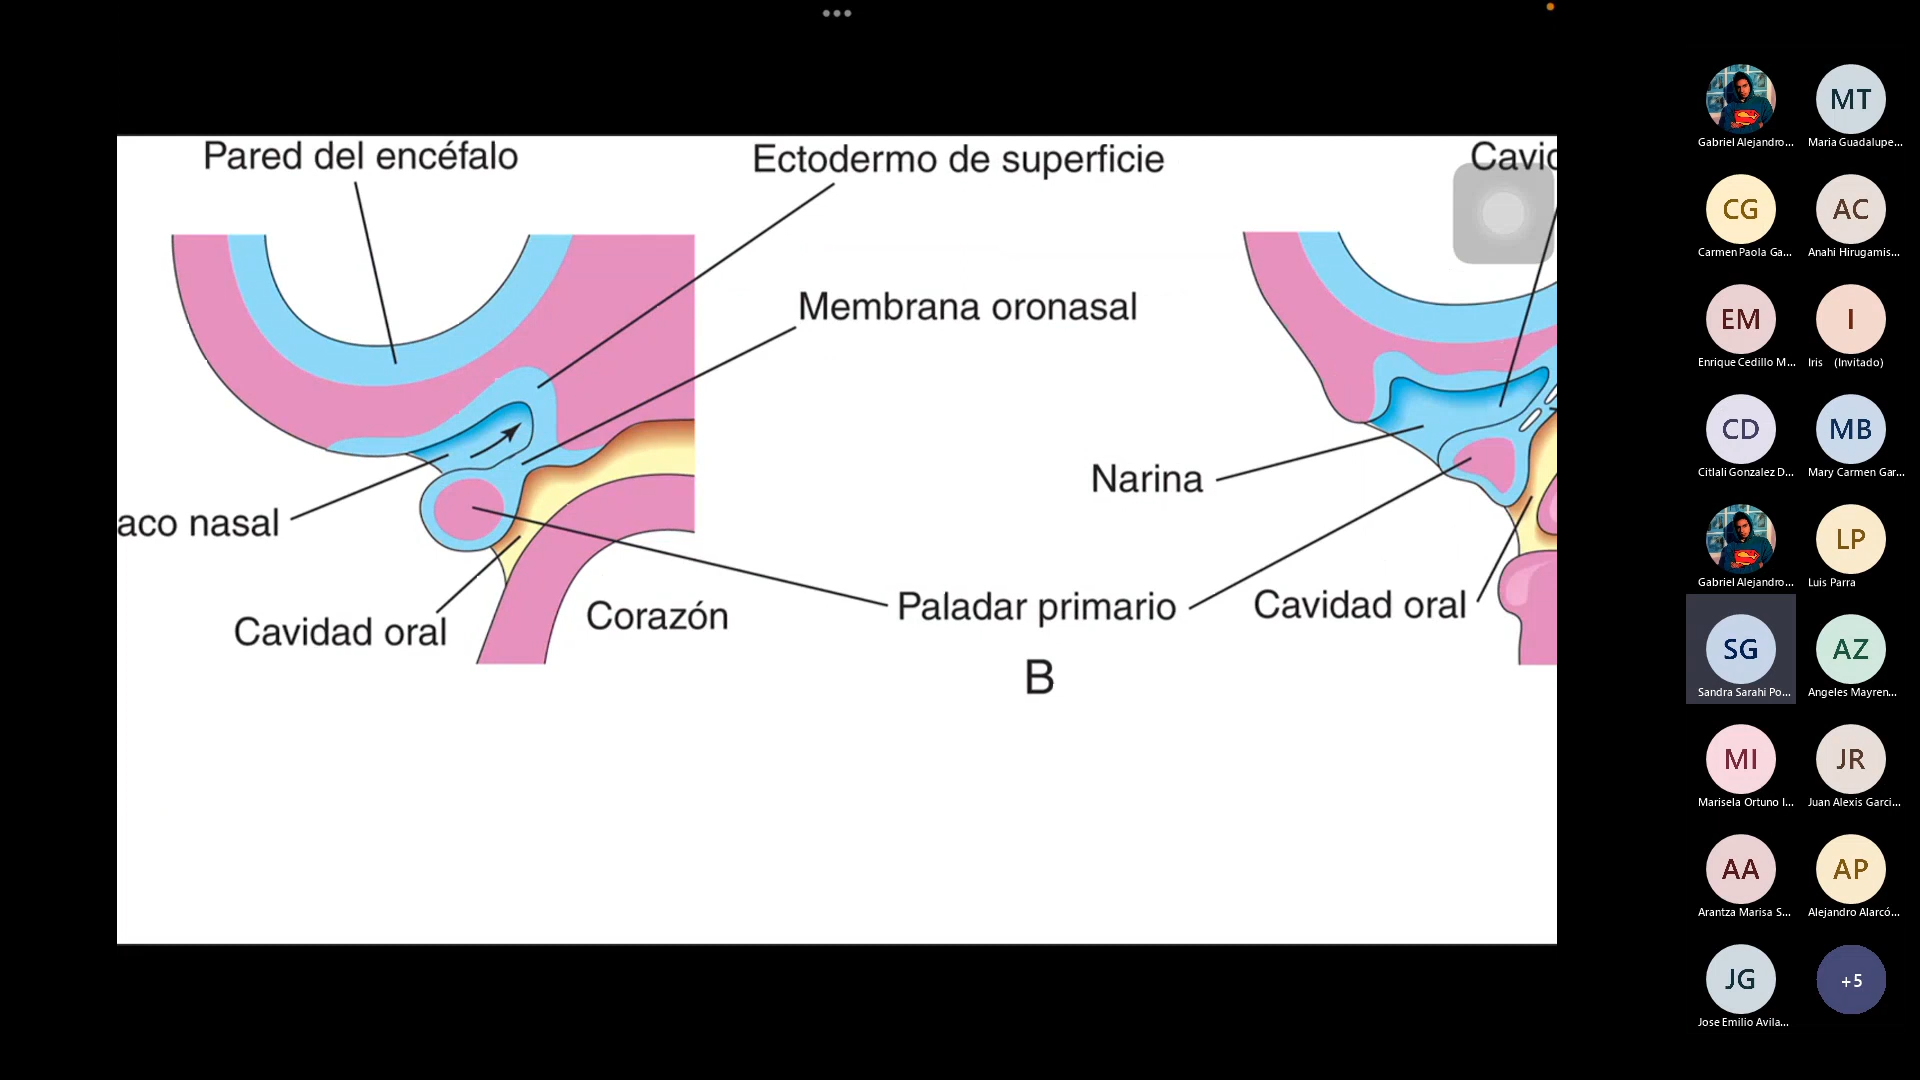 Pared del encéfalo
Ectodermo de superficie
Cavid
Membrana oronasal
aco nasal
Narina
Cavidad oral
Corazón
Paladar primario
Cavidad oral
B
Gabriel Alejandro...
MT
Maria Guadalupe...
CG
Carmen Paola Ga...
AC
Anahi Hirugamis...
EM
Enrique Cedillo M...
I
Iris (Invitado)
CD
Citlali Gonzalez D...
MB
Mary Carmen Gar...
Gabriel Alejandro...
LP
Luis Parra
SG
Sandra Sarahi Po...
AZ
Angeles Mayren...
MI
Marisela Ortuno I...
JR
Juan Alexis Garci...
AA
Arantza Marisa S...
AP
Alejandro Alarcó...
JG
Jose Emilio Avila...
+5